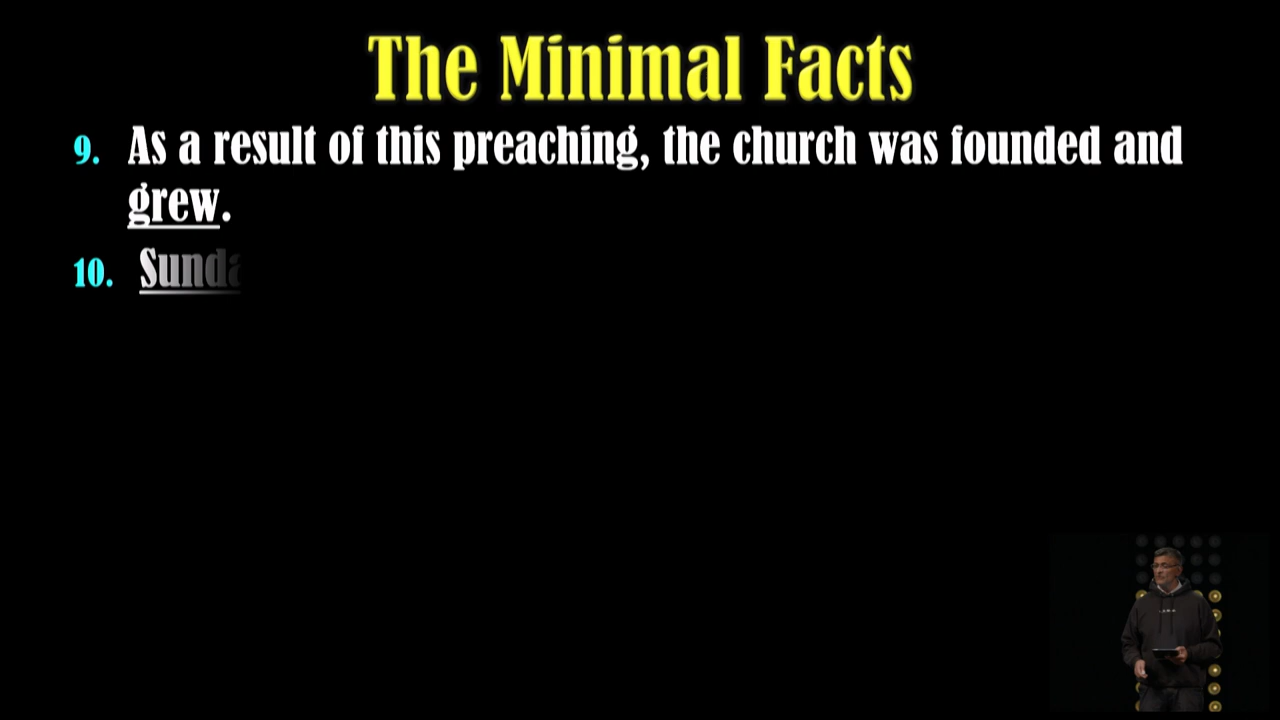 The Minimal Facts
9. As a result of this preaching, the church was founded and
grew.
10. Sunda